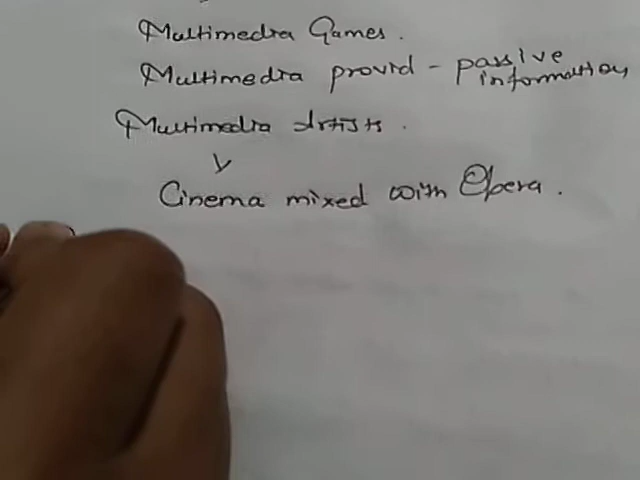 Multimedia Games.
Multimedia provid - passive
information
Multimedia Artists.
Cinema mixed with Opera.